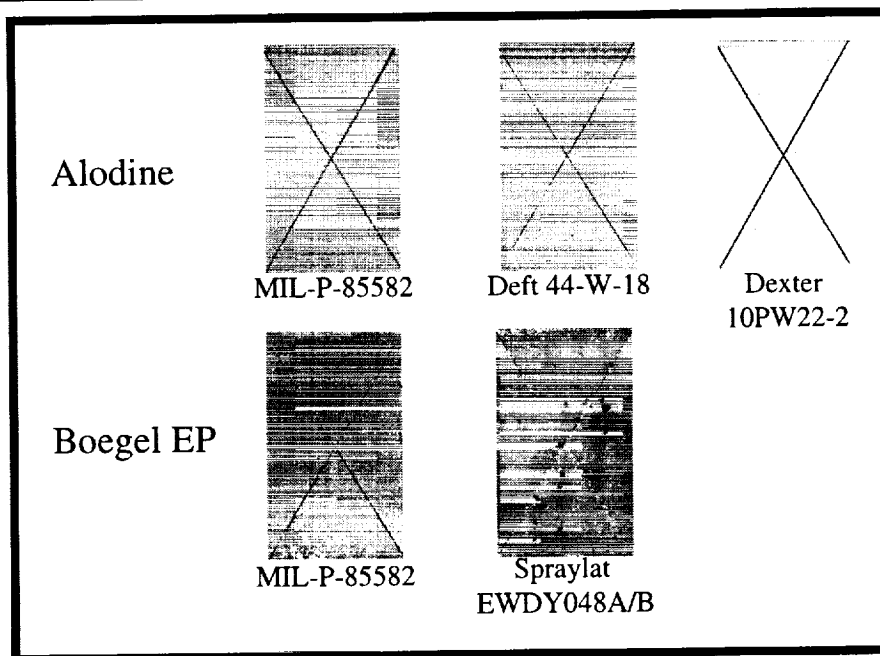 Alodine
MIL-P-85582
Deft 44-W-18
Dexter
10PW22-2
Boegel EP
MIL-P-85582
Spraylat
EWDY048A/B